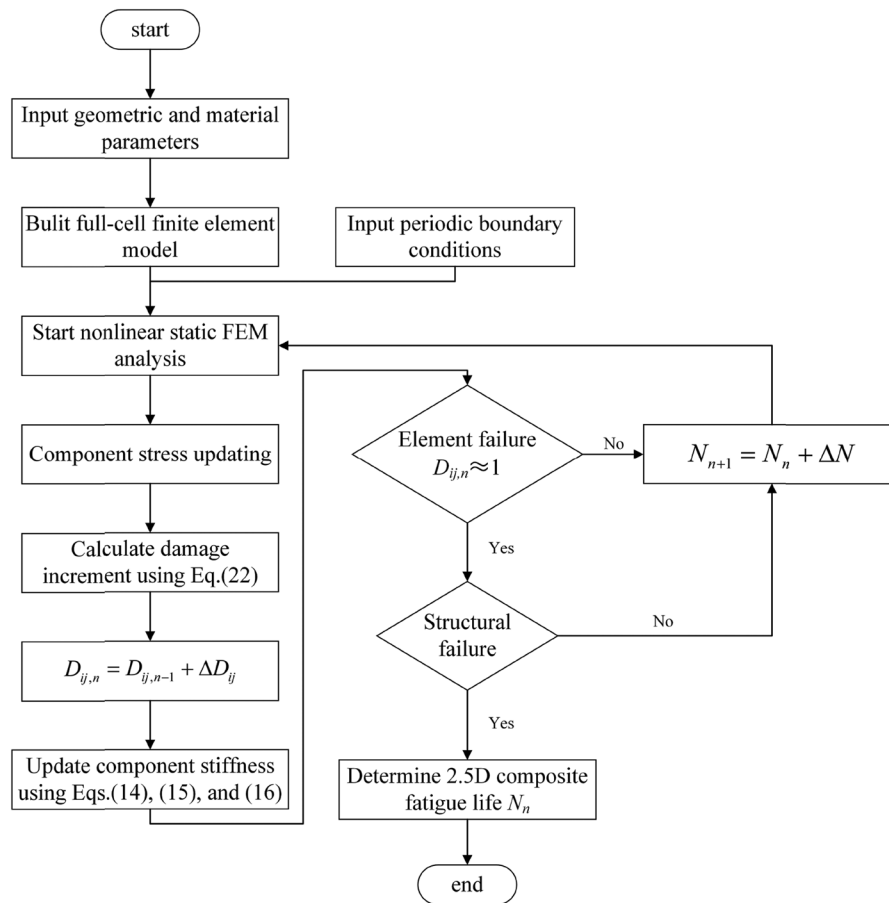 start
Input geometric and material
parameters
Bulit full-cell finite element
model
Input periodic boundary
conditions
Start nonlinear static FEM
analysis
Component stress updating
Calculate damage
increment using Eq.(22)
D_{ij,n} = D_{ij,n-1} + ΔD_{ij}
Update component stiffness
using Eqs.(14), (15), and (16)
Element failure
D_{ij,n}≈1
No
N_{n+1} = N_n + ΔN
Yes
Structural
failure
No
Yes
Determine 2.5D composite
fatigue life N_n
end